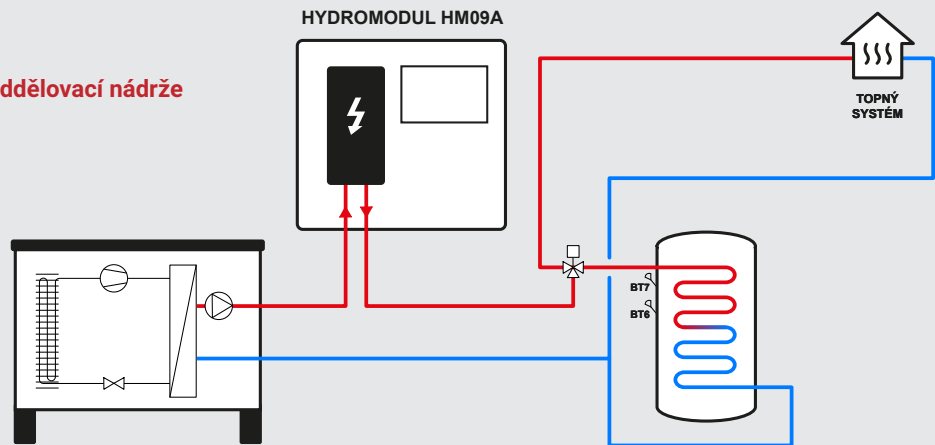 HYDROMODUL HM09A
ddělovací nádrže
TOPNÝ
SYSTÉM
BT7
BT6